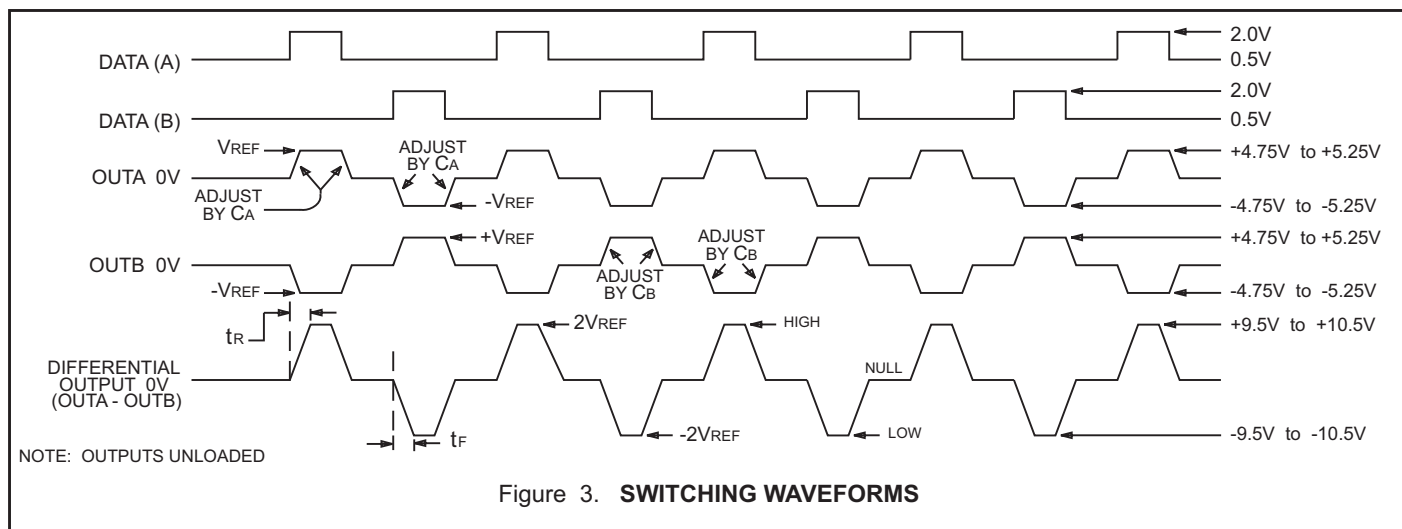 DATA (A)
2.0V
0.5V
DATA (B)
2.0V
0.5V
VREF
ADJUST
BY CA
+4.75V to +5.25V
OUTA 0V
ADJUST
BY CA
-VREF
-4.75V to -5.25V
+VREF
ADJUST
BY CB
+4.75V to +5.25V
OUTB 0V
ADJUST
BY CB
-VREF
-4.75V to -5.25V
tR
2VREF
HIGH
+9.5V to +10.5V
DIFFERENTIAL
OUTPUT 0V
(OUTA - OUTB)
NULL
tF
-2VREF
LOW
-9.5V to -10.5V
NOTE: OUTPUTS UNLOADED
Figure 3. SWITCHING WAVEFORMS